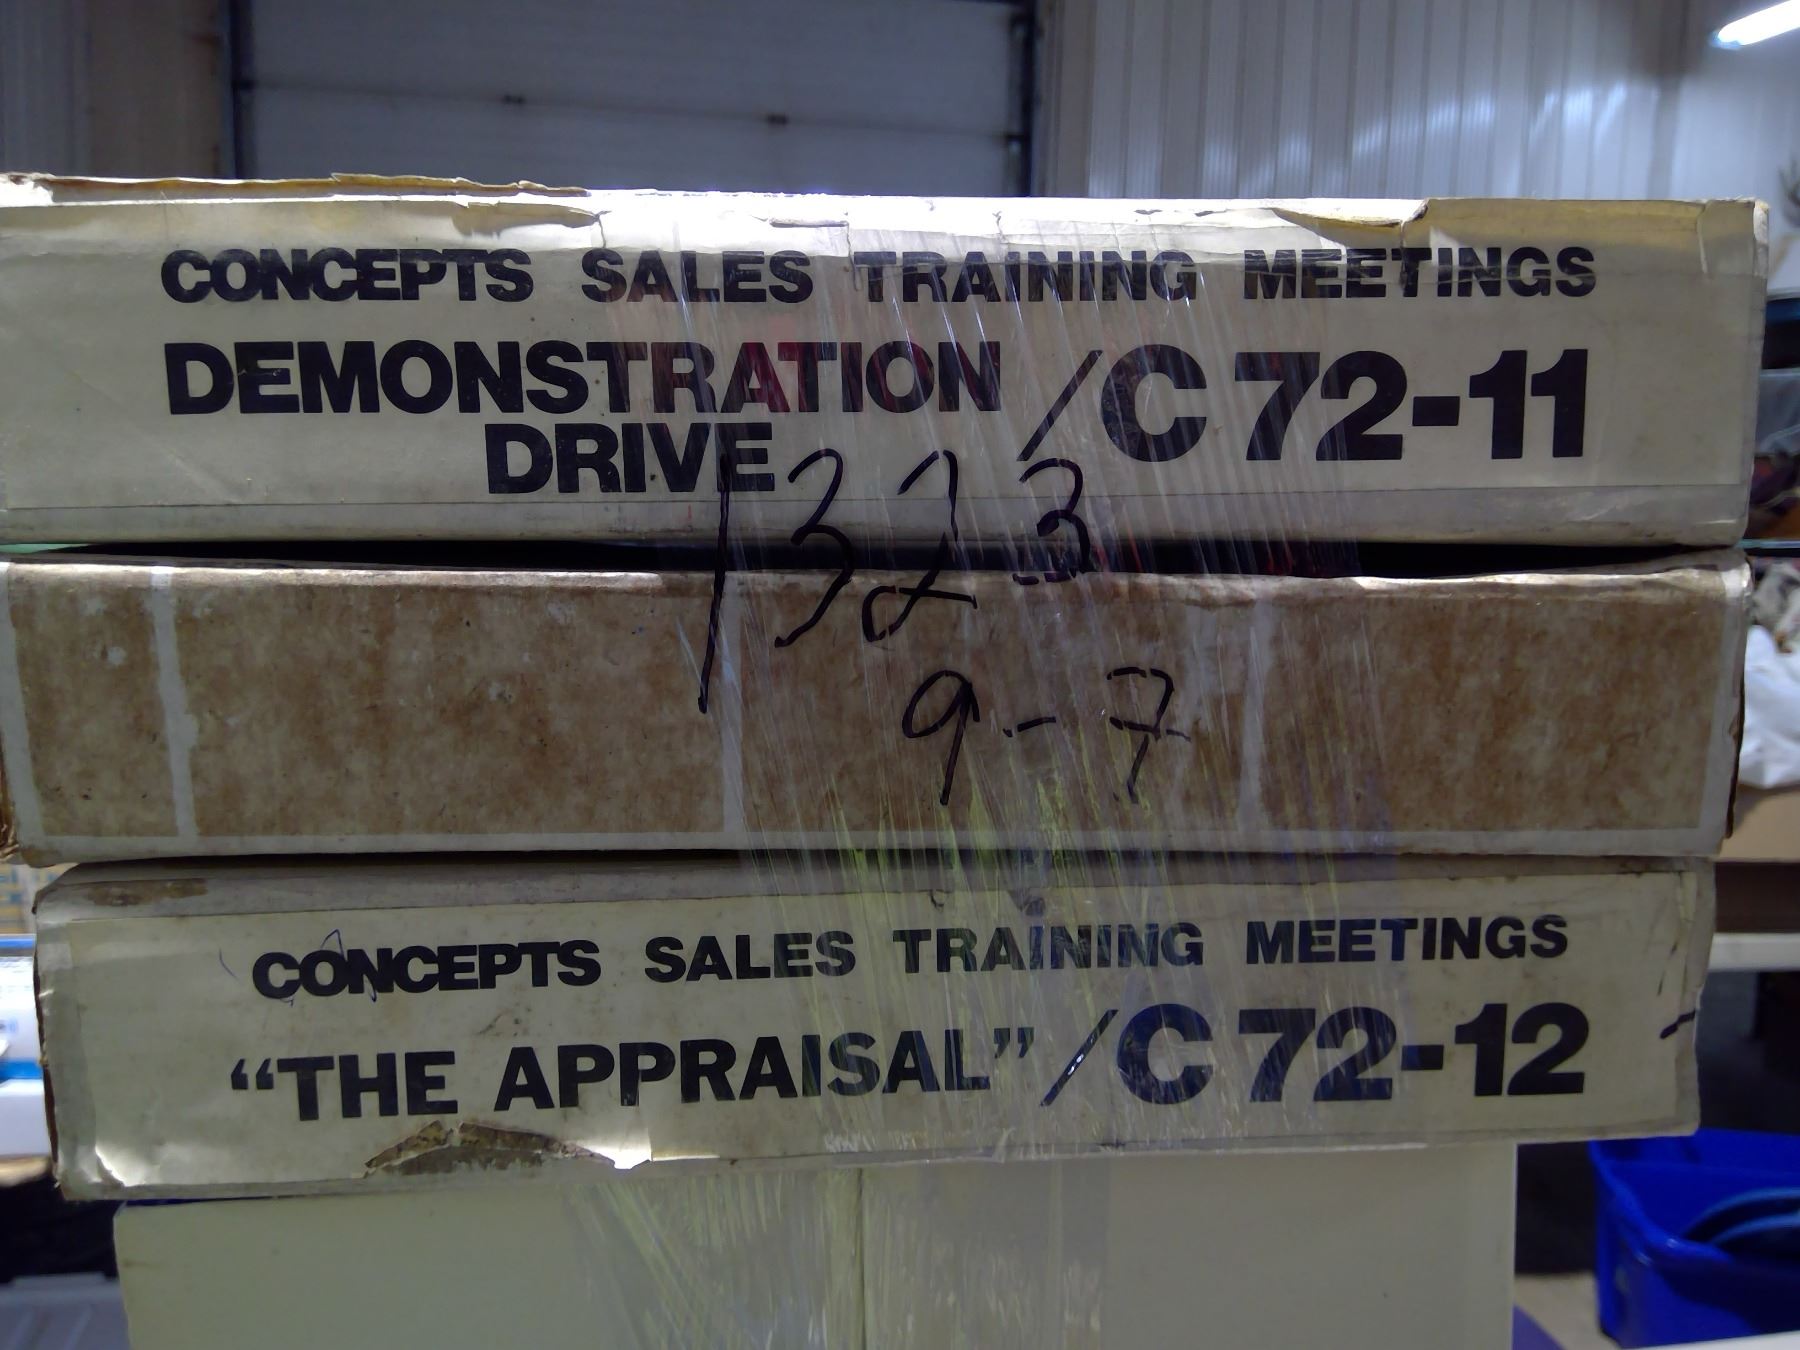 CONCEPTS SALES TRAINING MEETINGS
DEMONSTRATION DRIVE /C 72-11
1323
9-7
CONCEPTS SALES TRAINING MEETINGS
“THE APPRAISAL” /C 72-12